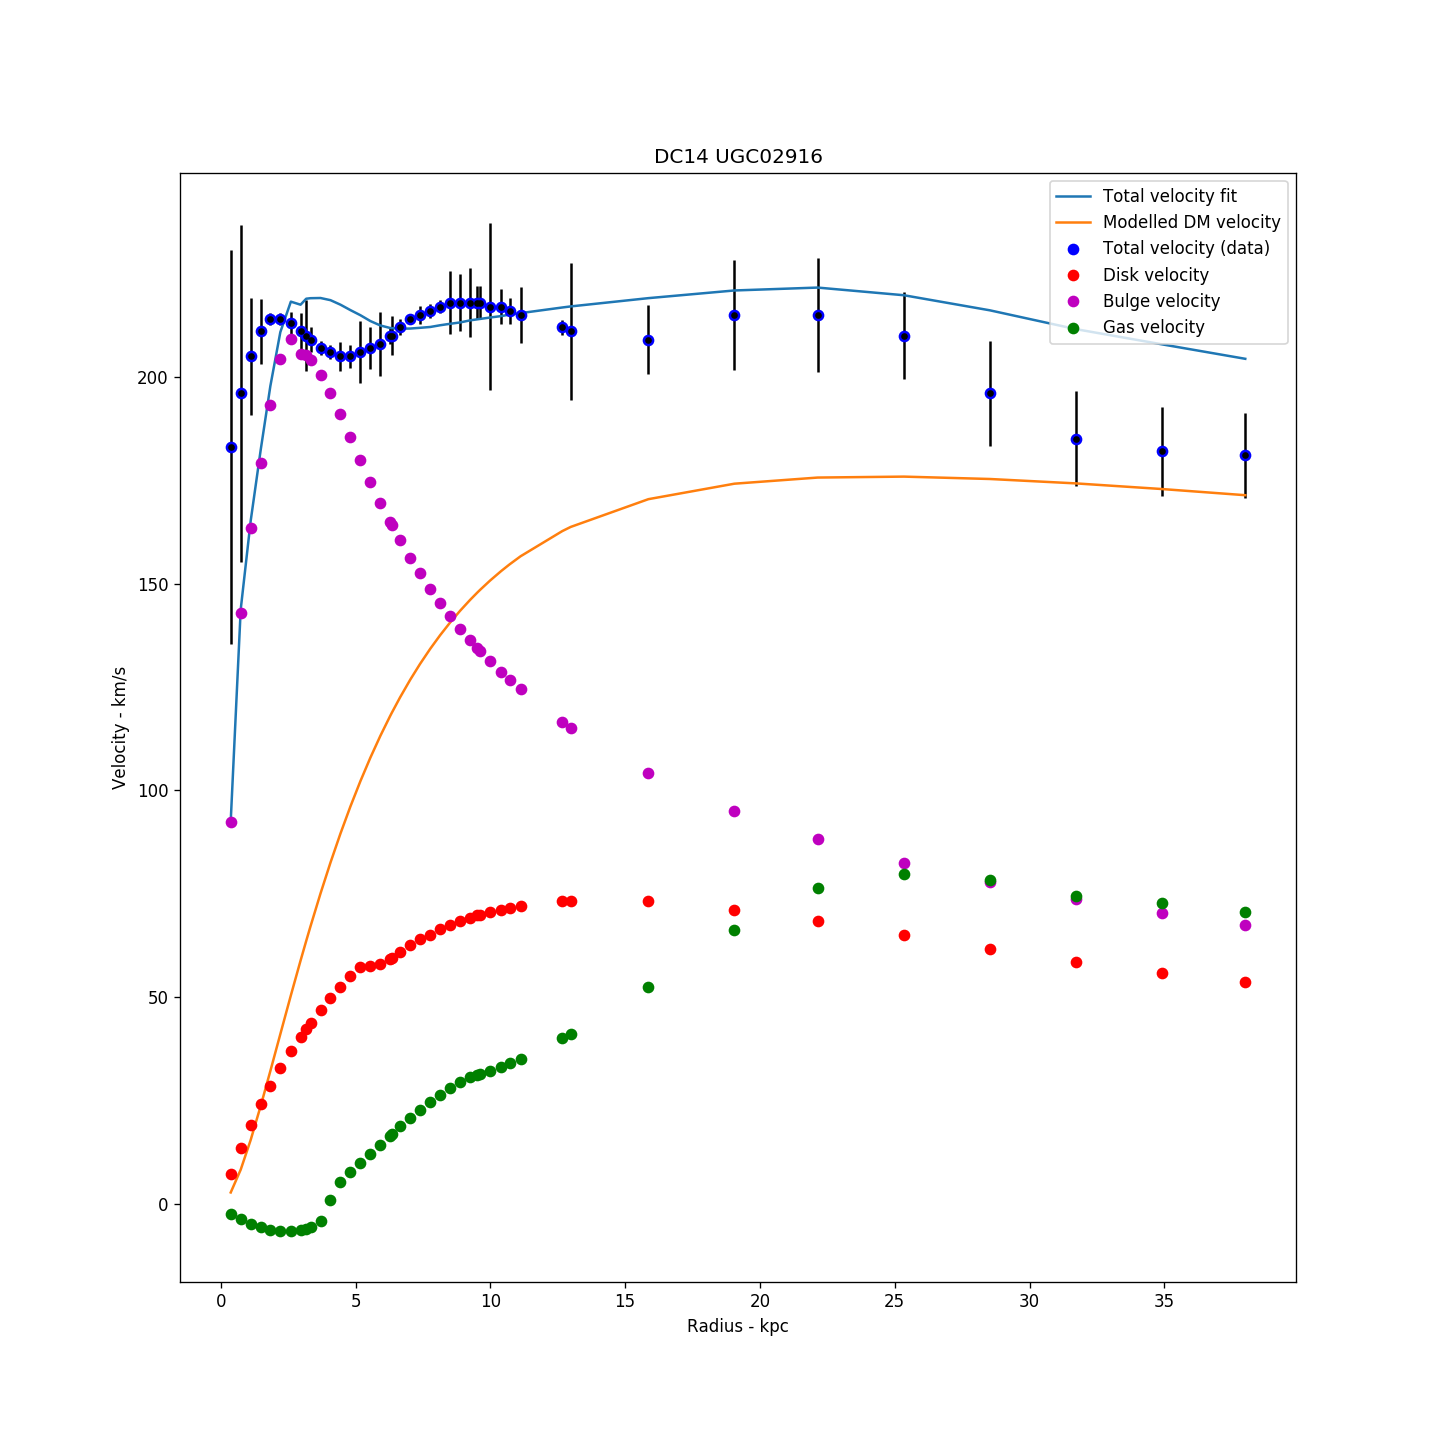 DC14 UGC02916
Total velocity fit
Modelled DM velocity
Total velocity (data)
Disk velocity
Bulge velocity
Gas velocity
200
150
100
50
0
Velocity - km/s
0 5 10 15 20 25 30 35
Radius - kpc